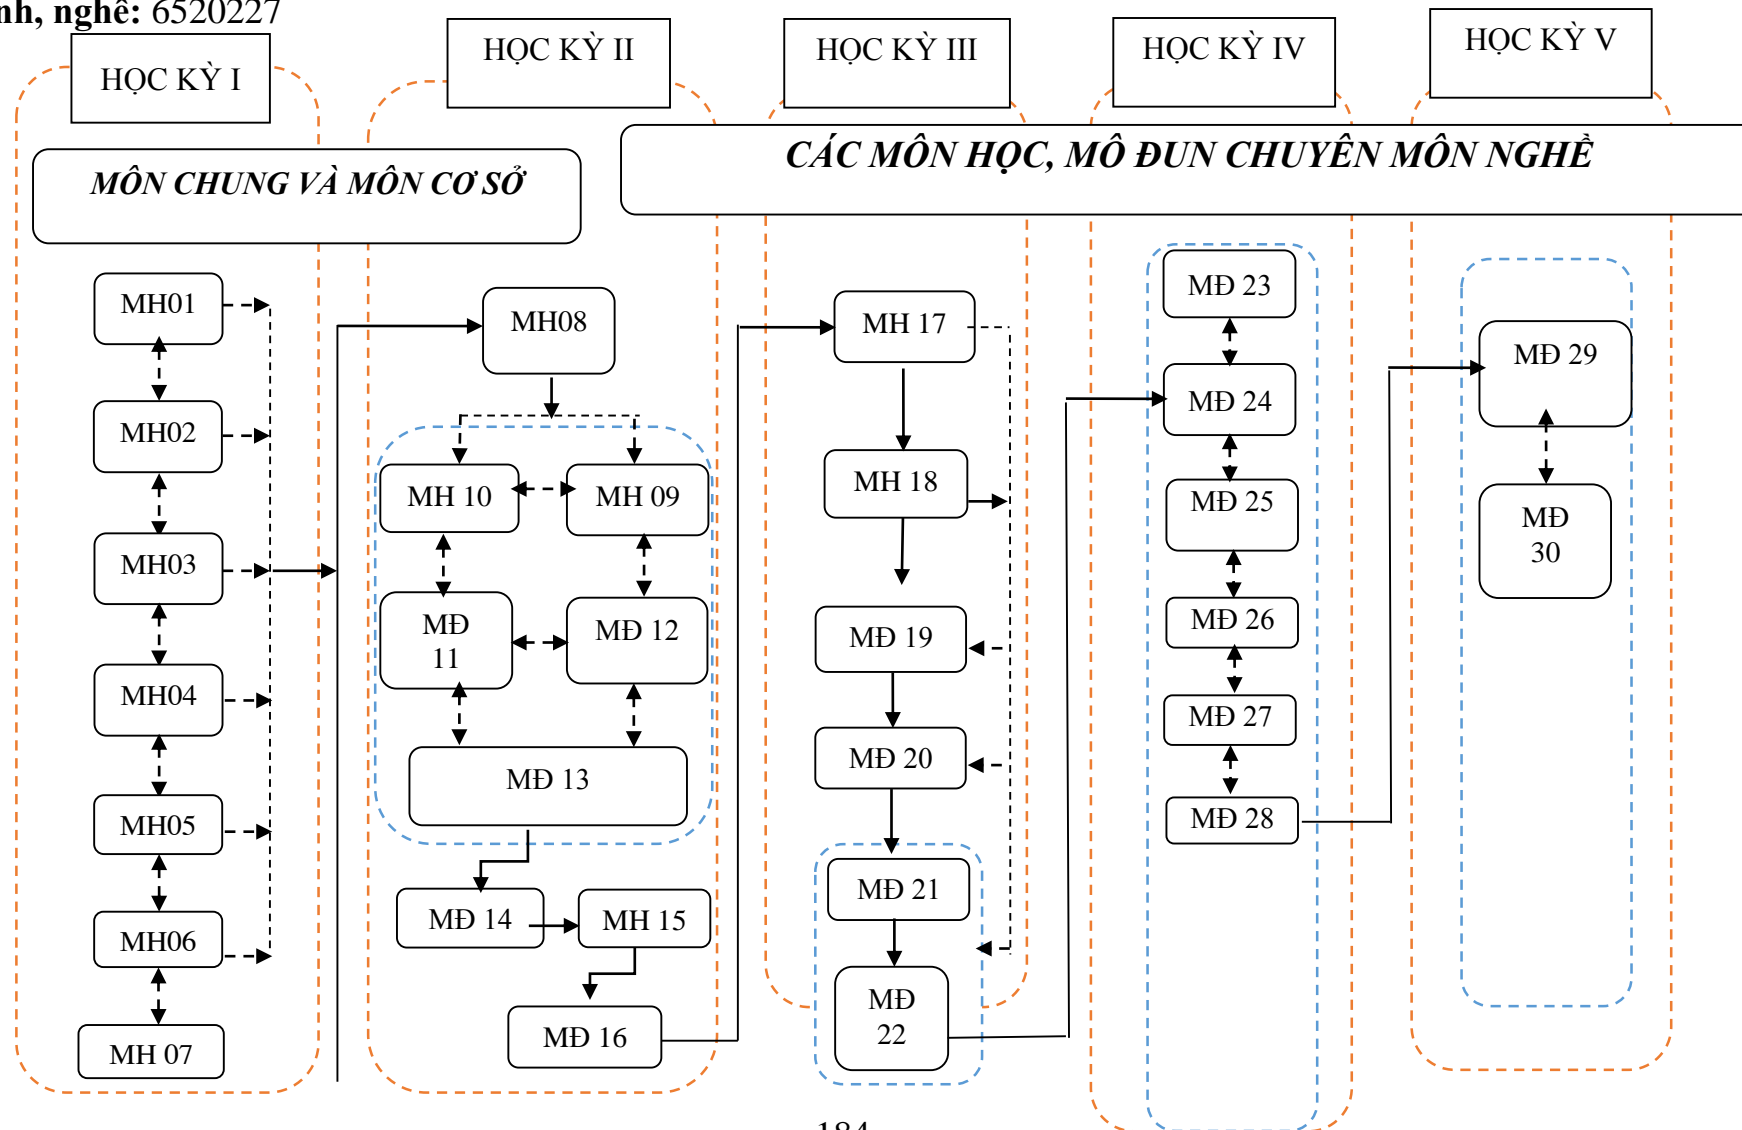 nh, nghề: 6520227
HỌC KỲ I
HỌC KỲ II
HỌC KỲ III
HỌC KỲ IV
HỌC KỲ V
MÔN CHUNG VÀ MÔN CƠ SỞ
CÁC MÔN HỌC, MÔ ĐUN CHUYÊN MÔN NGHỀ
MH01
MH02
MH03
MH04
MH05
MH06
MH 07
MH08
MH 10
MH 09
MĐ
11
MĐ 12
MĐ 13
MĐ 14
MH 15
MĐ 16
MH 17
MH 18
MĐ 19
MĐ 20
MĐ 21
MĐ
22
MĐ 23
MĐ 24
MĐ 25
MĐ 26
MĐ 27
MĐ 28
MĐ 29
MĐ
30
184